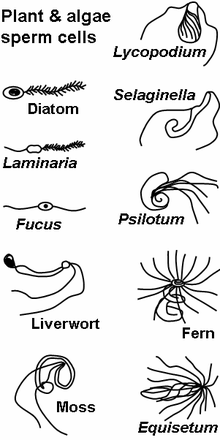 Plant & algae
sperm cells
Diatom
Laminaria
Fucus
Liverwort
Moss
Lycopodium
Selaginella
Psilotum
Fern
Equisetum